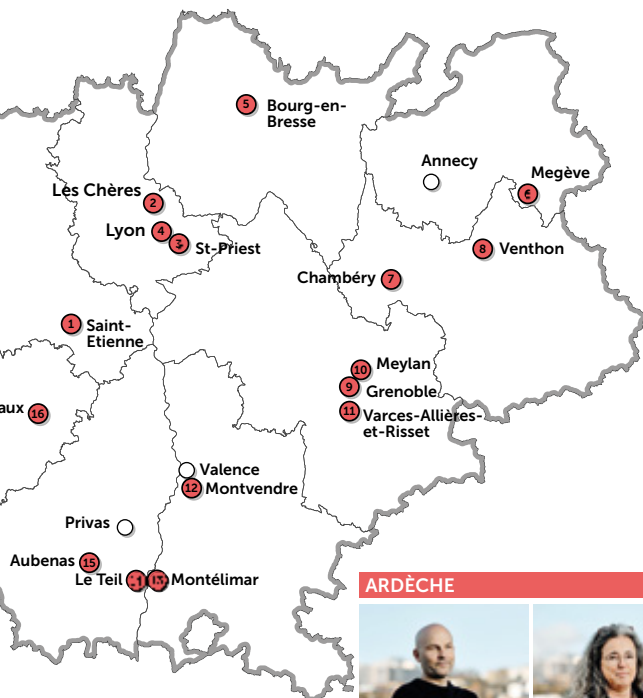 5
Bourg-en-
Bresse
Annecy
Megève
6
Les Chères
2
Lyon 4
3 St-Priest
8 Venthon
Chambéry 7
1 Saint-
Etienne
10 Meylan
9 Grenoble
11 Varces-Allières-
et-Risset
aux 16
Valence
12 Montvendre
Privas
Aubenas 15
Le Teil
13 Montélimar
ARDÈCHE